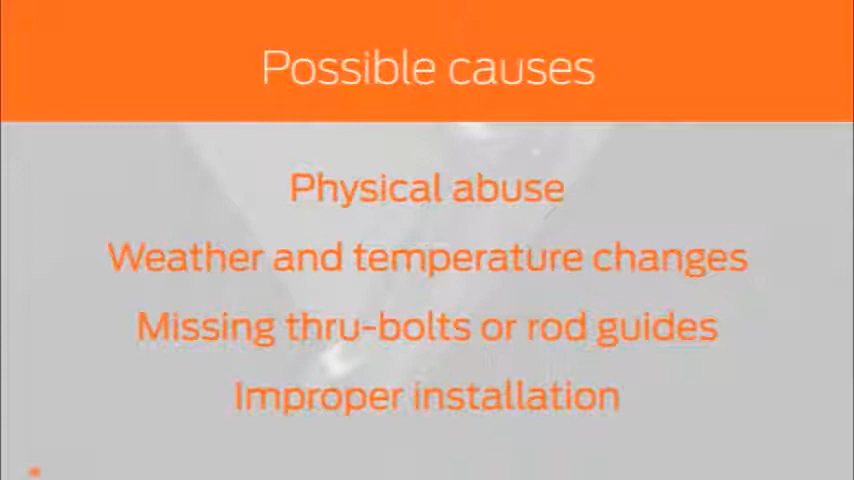 Possible causes
Physical abuse
Weather and temperature changes
Missing thru-bolts or rod guides
Improper installation